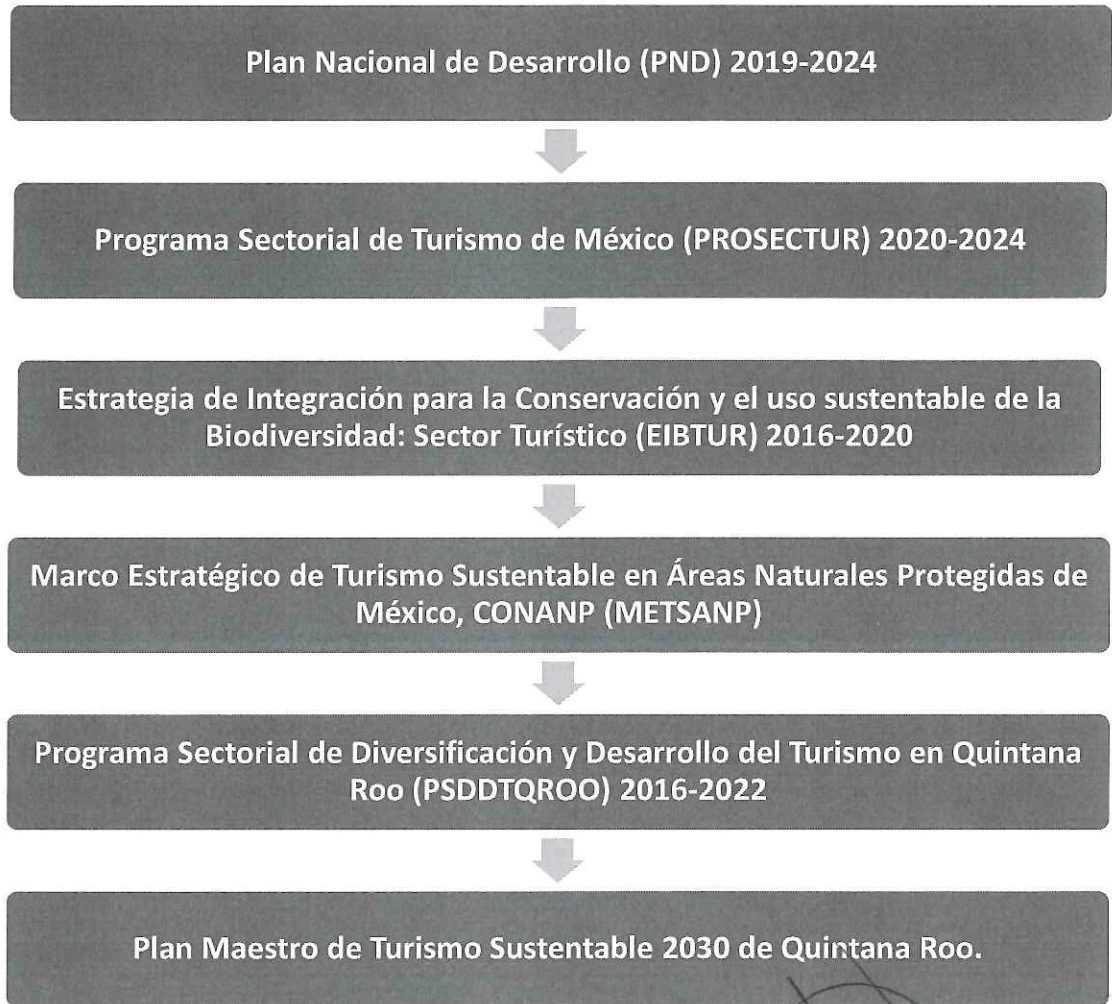 Plan Nacional de Desarrollo (PND) 2019-2024
Programa Sectorial de Turismo de México (PROSECTUR) 2020-2024
Estrategia de Integración para la Conservación y el uso sustentable de la
Biodiversidad: Sector Turístico (EIBTUR) 2016-2020
Marco Estratégico de Turismo Sustentable en Áreas Naturales Protegidas de
México, CONANP (METSANP)
Programa Sectorial de Diversificación y Desarrollo del Turismo en Quintana
Roo (PSDDTQROO) 2016-2022
Plan Maestro de Turismo Sustentable 2030 de Quintana Roo.